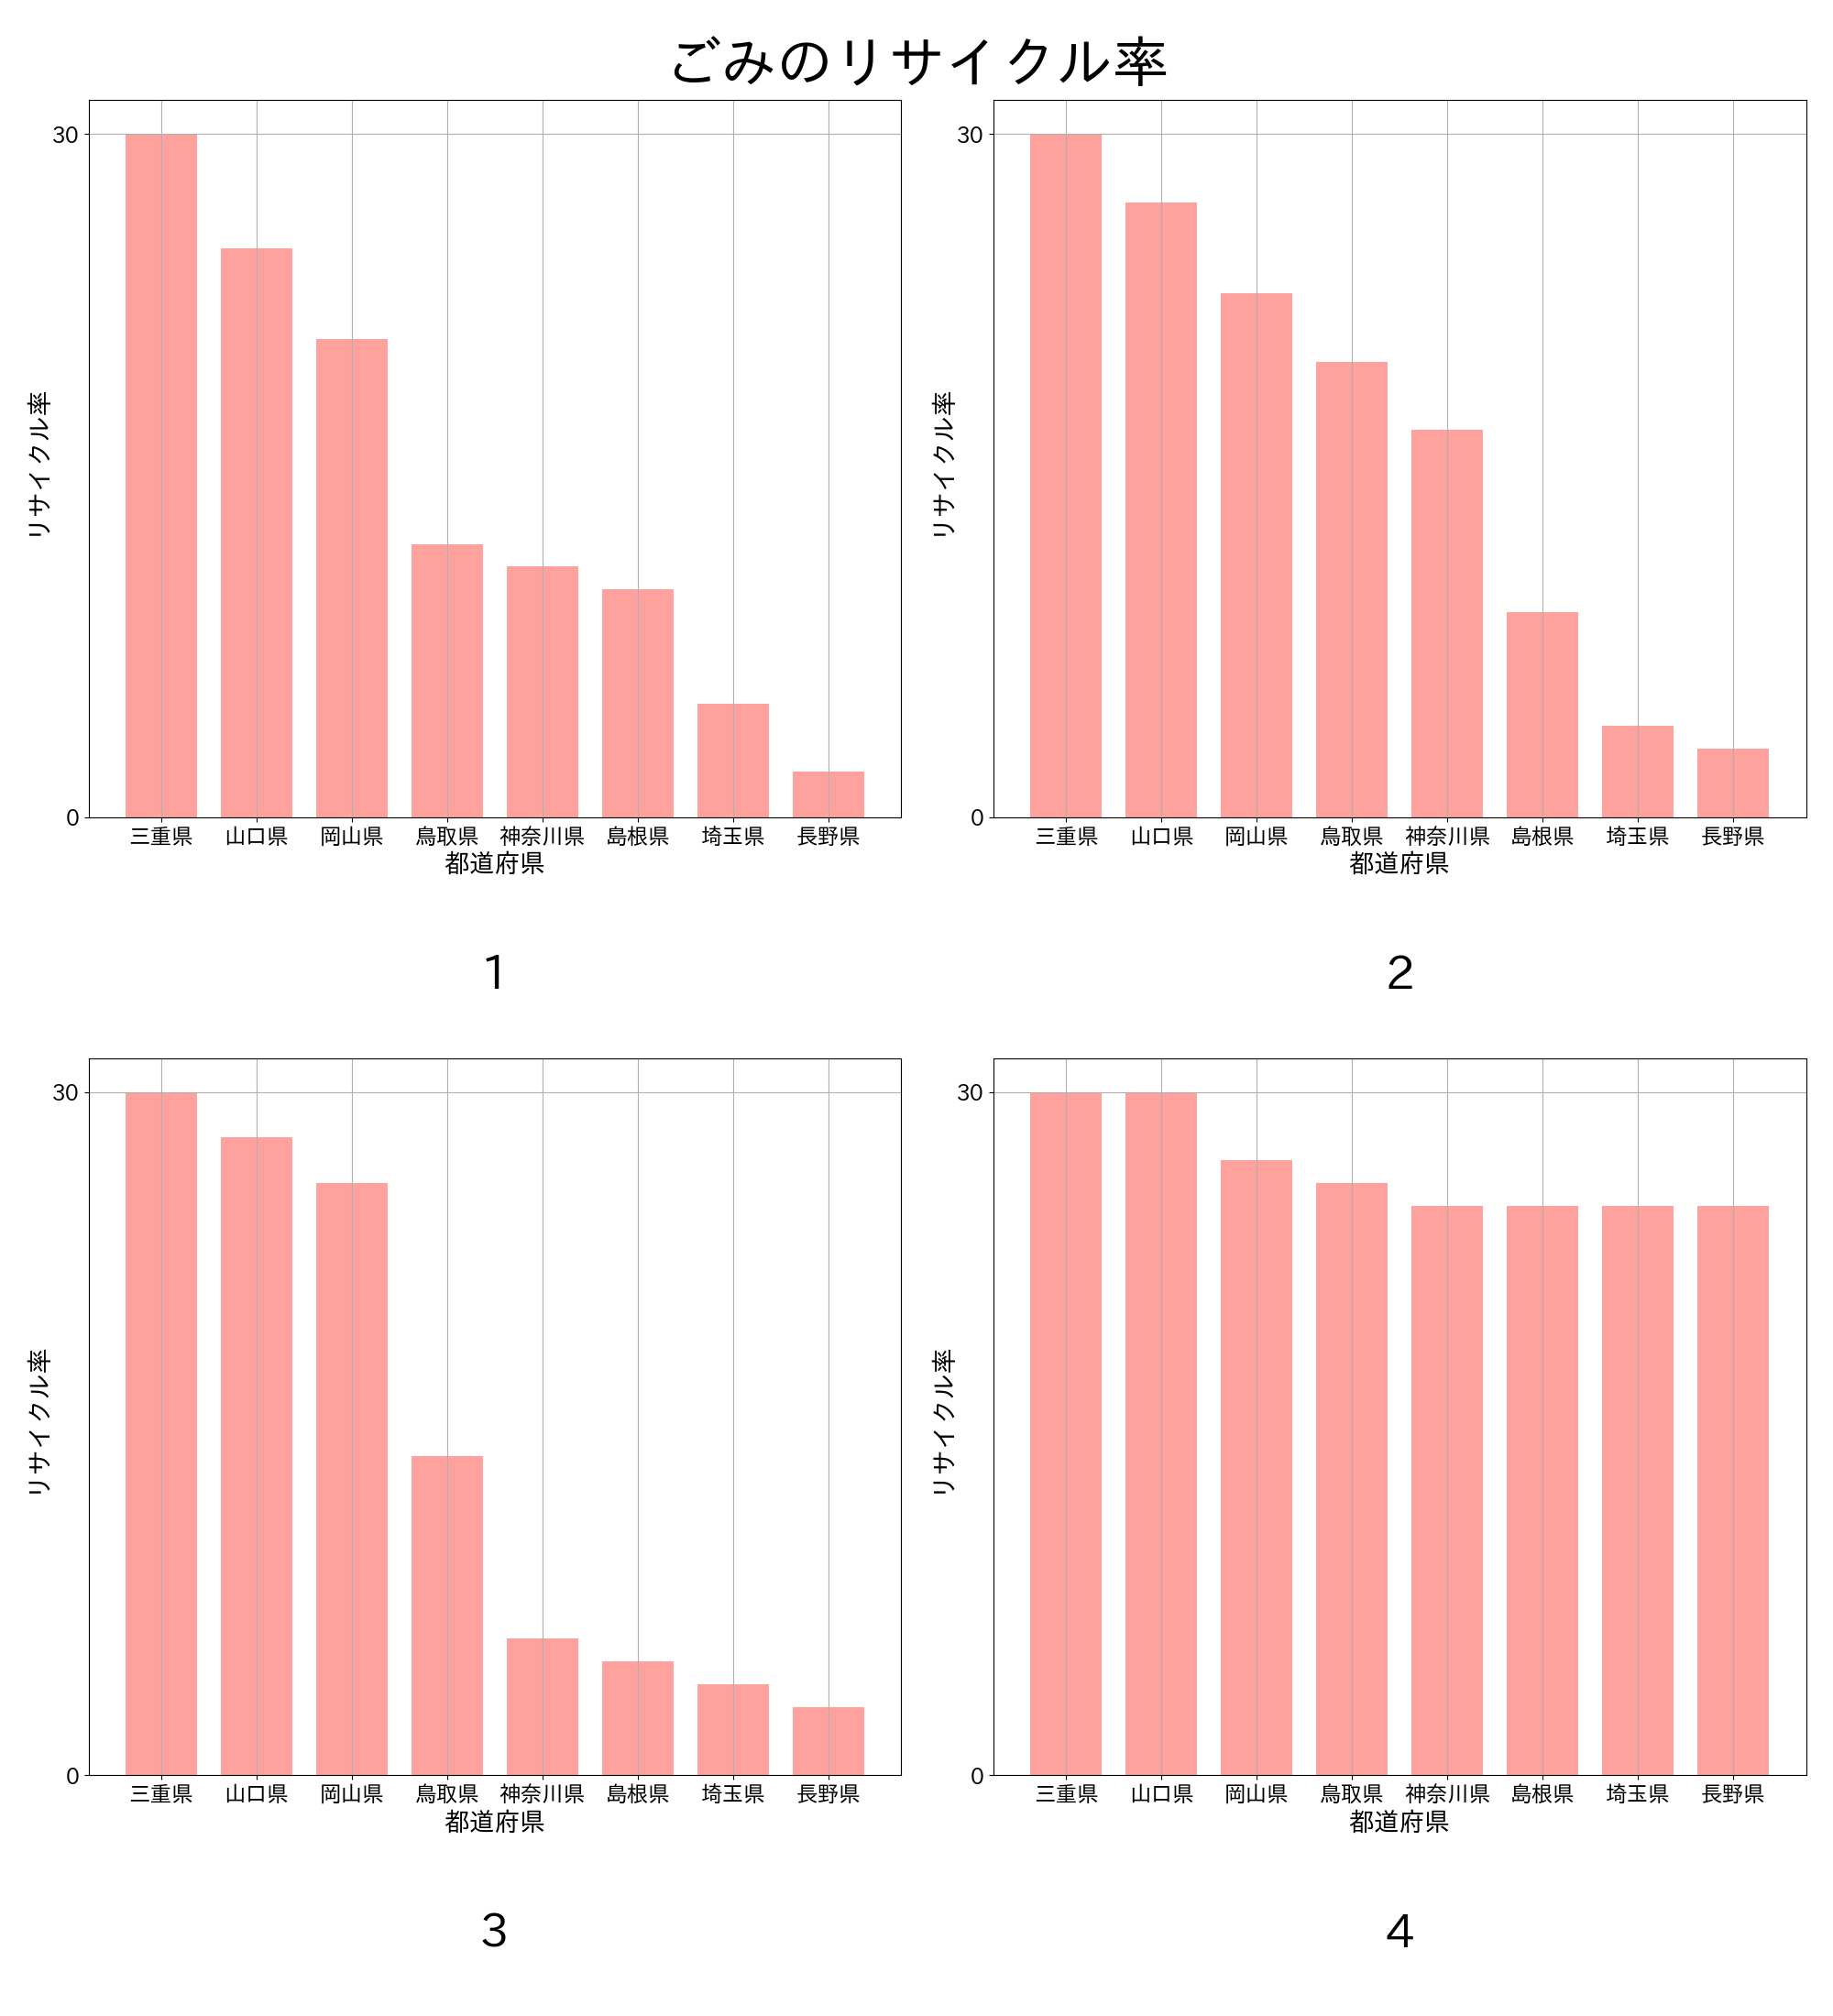 ごみのリサイクル率
30
0
リサイクル率
三重県 山口県 岡山県 鳥取県 神奈川県 島根県 埼玉県 長野県
都道府県
1
30
0
リサイクル率
三重県 山口県 岡山県 鳥取県 神奈川県 島根県 埼玉県 長野県
都道府県
2
30
0
リサイクル率
三重県 山口県 岡山県 鳥取県 神奈川県 島根県 埼玉県 長野県
都道府県
3
30
0
リサイクル率
三重県 山口県 岡山県 鳥取県 神奈川県 島根県 埼玉県 長野県
都道府県
4